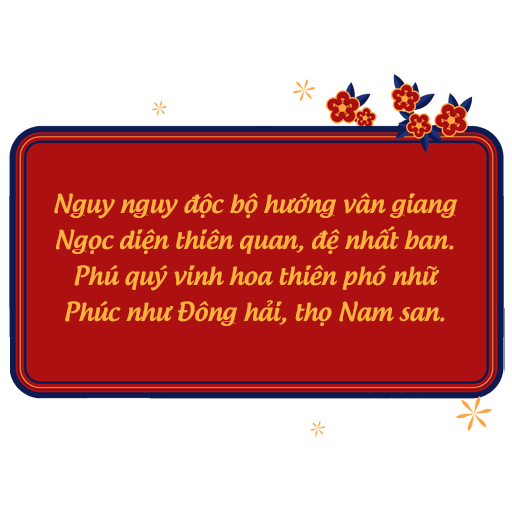 Nguy nguy độc bộ hướng vân giang
Ngọc diện thiên quan, đệ nhất ban.
Phú quý vinh hoa thiên phó nhữ
Phúc như Đông hải, thọ Nam san.